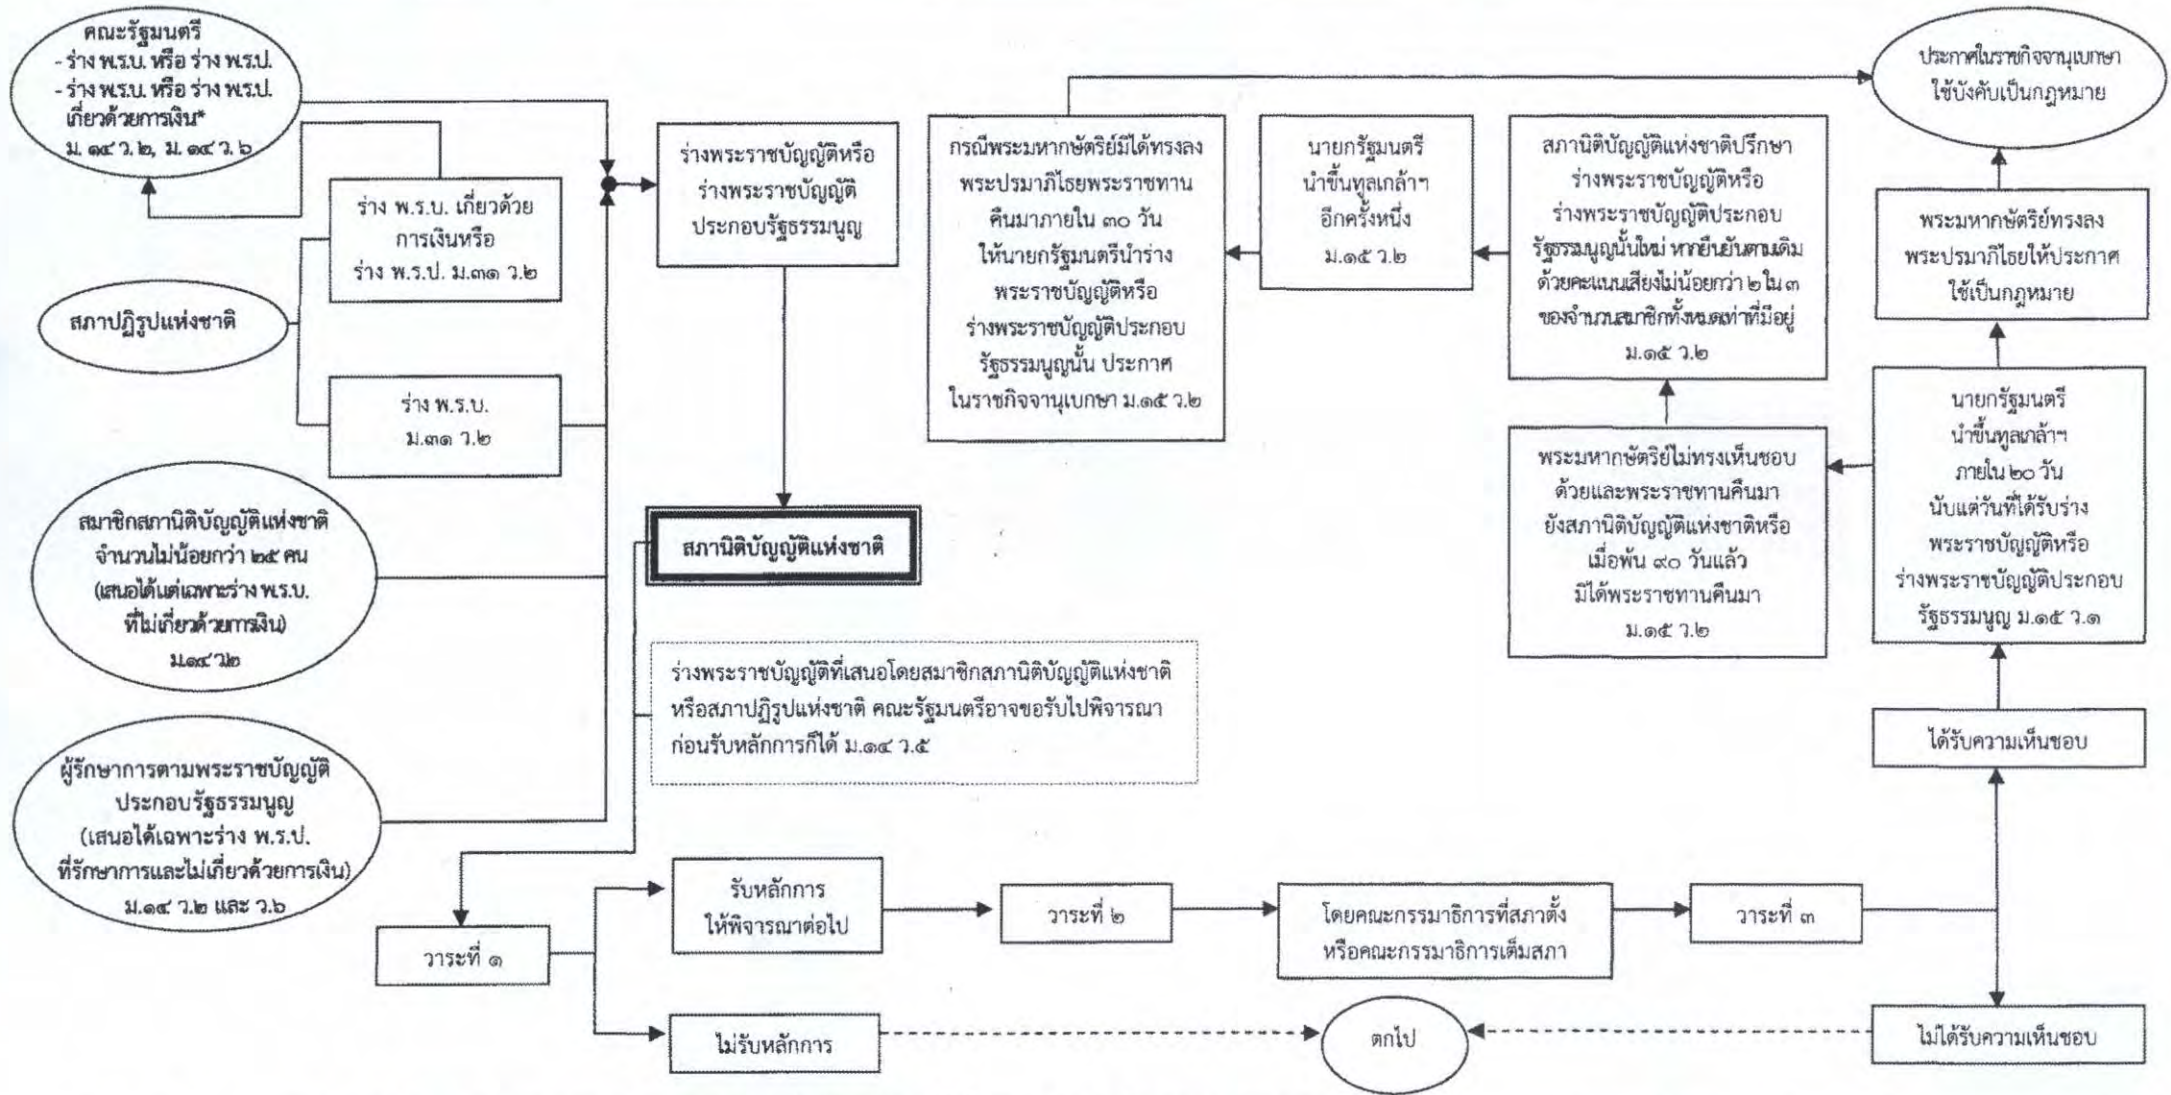 คณะรัฐมนตรี
- ร่าง พ.ร.บ. หรือ ร่าง พ.ร.ป.
- ร่าง พ.ร.บ. หรือ ร่าง พ.ร.ป.
เกี่ยวด้วยการเงิน*
ม. ๑๔ ว. ๒, ม. ๑๔ ว. ๖
ร่าง พ.ร.บ. เกี่ยวด้วย
การเงินหรือ
ร่าง พ.ร.ป. ม.๓๑ ว.๒
สภาปฏิรูปแห่งชาติ
ร่าง พ.ร.บ.
ม.๓๑ ว.๒
สมาชิกสภานิติบัญญัติแห่งชาติ
จำนวนไม่น้อยกว่า ๒๕ คน
(เสนอได้แต่เฉพาะร่าง พ.ร.บ.
ที่ไม่เกี่ยวด้วยการเงิน)
ม.๑๔ ว.๒
ผู้รักษาการตามพระราชบัญญัติ
ประกอบรัฐธรรมนูญ
(เสนอได้เฉพาะร่าง พ.ร.ป.
ที่รักษาการและไม่เกี่ยวด้วยการเงิน)
ม.๑๔ ว.๒ และ ว.๖
ร่างพระราชบัญญัติหรือ
ร่างพระราชบัญญัติ
ประกอบรัฐธรรมนูญ
สภานิติบัญญัติแห่งชาติ
ร่างพระราชบัญญัติที่เสนอโดยสมาชิกสภานิติบัญญัติแห่งชาติ
หรือสภาปฏิรูปแห่งชาติ คณะรัฐมนตรีอาจขอรับไปพิจารณา
ก่อนรับหลักการก็ได้ ม.๑๔ ว.๕
วาระที่ ๑
รับหลักการ
ให้พิจารณาต่อไป
ไม่รับหลักการ
วาระที่ ๒
โดยคณะกรรมาธิการที่สภาตั้ง
หรือคณะกรรมาธิการเต็มสภา
วาระที่ ๓
ตกไป
ไม่ได้รับความเห็นชอบ
ได้รับความเห็นชอบ
นายกรัฐมนตรี
นำขึ้นทูลเกล้าฯ
ภายใน ๒๐ วัน
นับแต่วันที่ได้รับร่าง
พระราชบัญญัติหรือ
ร่างพระราชบัญญัติประกอบ
รัฐธรรมนูญ ม.๑๕ ว.๑
พระมหากษัตริย์ทรงลง
พระปรมาภิไธยให้ประกาศ
ใช้เป็นกฎหมาย
ประกาศในราชกิจจานุเบกษา
ใช้บังคับเป็นกฎหมาย
พระมหากษัตริย์ไม่ทรงเห็นชอบ
ด้วยและพระราชทานคืนมา
ยังสภานิติบัญญัติแห่งชาติหรือ
เมื่อพ้น ๙๐ วันแล้ว
มิได้พระราชทานคืนมา
ม.๑๕ ว.๒
สภานิติบัญญัติแห่งชาติปรึกษา
ร่างพระราชบัญญัติหรือ
ร่างพระราชบัญญัติประกอบ
รัฐธรรมนูญนั้นใหม่ หากยืนยันตามเดิม
ด้วยคะแนนเสียงไม่น้อยกว่า ๒ ใน ๓
ของจำนวนสมาชิกทั้งหมดเท่าที่มีอยู่
ม.๑๕ ว.๒
นายกรัฐมนตรี
นำขึ้นทูลเกล้าฯ
อีกครั้งหนึ่ง
ม.๑๕ ว.๒
กรณีพระมหากษัตริย์มิได้ทรงลง
พระปรมาภิไธยพระราชทาน
คืนมาภายใน ๓๐ วัน
ให้นายกรัฐมนตรีนำร่าง
พระราชบัญญัติหรือ
ร่างพระราชบัญญัติประกอบ
รัฐธรรมนูญนั้น ประกาศ
ในราชกิจจานุเบกษา ม.๑๕ ว.๒